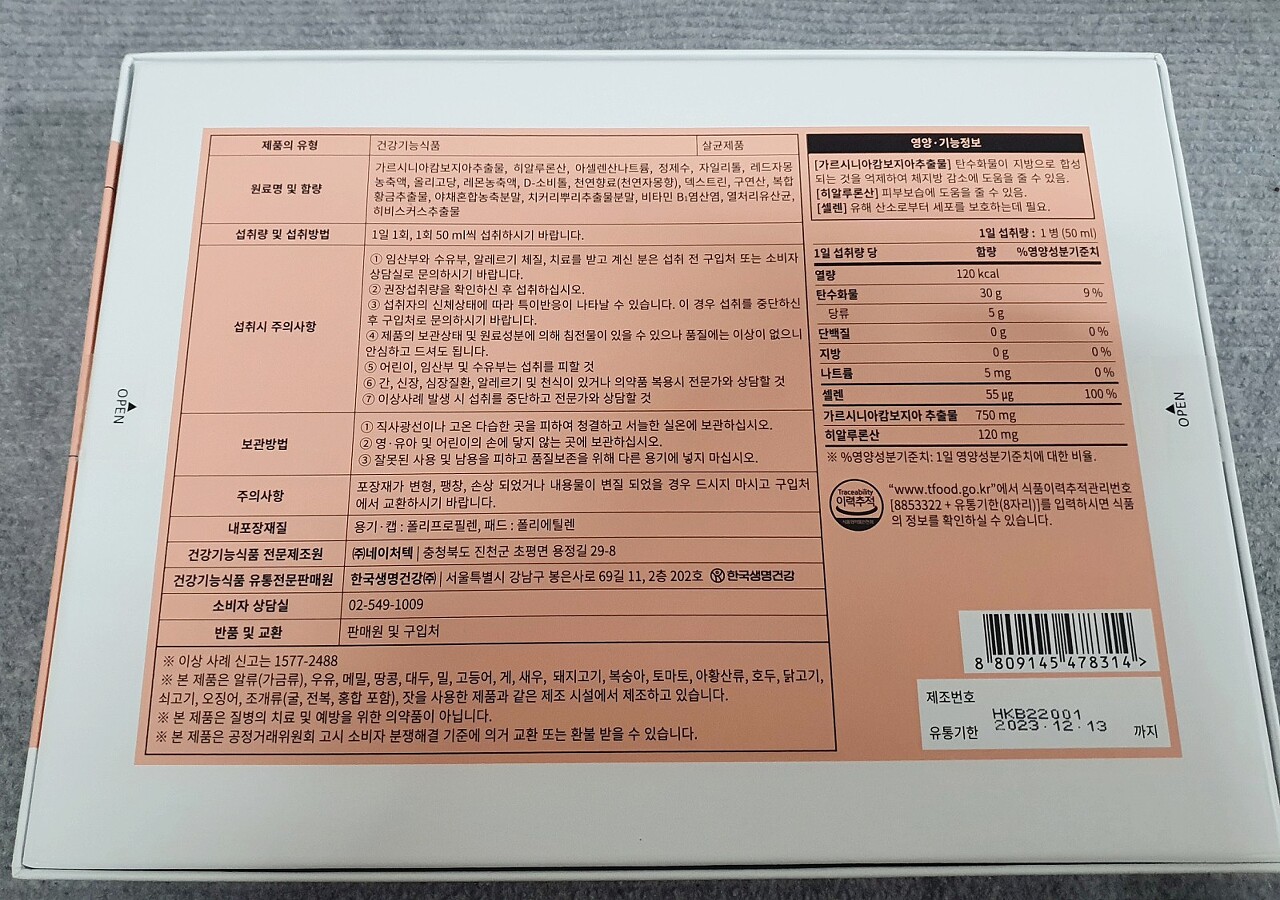 제품의 유형 건강기능식품 살균제품
원료명 및 함량
가르시니아캄보지아추출물, 히알루론산, 아셀렌산나트륨, 정제수, 자일리톨, 레드자몽
농축액, 올리고당, 레몬농축액, D-소비톨, 천연향료(천연자몽향), 덱스트린, 구연산, 복합
황금추출물, 야채혼합농축분말, 치커리뿌리추출물분말, 비타민 B₁염산염, 열처리유산균,
히비스커스추출물
섭취량 및 섭취방법 1일 1회, 1회 50 ml씩 섭취하시기 바랍니다.
섭취시 주의사항
① 임산부와 수유부, 알레르기 체질, 치료를 받고 계신 분은 섭취 전 구입처 또는 소비자
상담실로 문의하시기 바랍니다.
② 권장섭취량을 확인하신 후 섭취하십시오.
③ 섭취자의 신체상태에 따라 특이반응이 나타날 수 있습니다. 이 경우 섭취를 중단하신
후 구입처로 문의하시기 바랍니다.
④ 제품의 보관상태 및 원료성분에 의해 침전물이 있을 수 있으나 품질에는 이상이 없으니
안심하고 드셔도 됩니다.
⑤ 어린이, 임산부 및 수유부는 섭취를 피할 것
⑥ 간, 신장, 심장질환, 알레르기 및 천식이 있거나 의약품 복용시 전문가와 상담할 것
⑦ 이상사례 발생 시 섭취를 중단하고 전문가와 상담할 것
보관방법
① 직사광선이나 고온 다습한 곳을 피하여 청결하고 서늘한 실온에 보관하십시오.
② 영·유아 및 어린이의 손에 닿지 않는 곳에 보관하십시오.
③ 잘못된 사용 및 남용을 피하고 품질보존을 위해 다른 용기에 넣지 마십시오.
주의사항
포장재가 변형, 팽창, 손상 되었거나 내용물이 변질 되었을 경우 드시지 마시고 구입처
에서 교환하시기 바랍니다.
내포장재질 용기·캡 : 폴리프로필렌, 패드 : 폴리에틸렌
건강기능식품 전문제조원 ㈜네이처텍 | 충청북도 진천군 초평면 용정길 29-8
건강기능식품 유통전문판매원 한국생명건강㈜ | 서울특별시 강남구 봉은사로 69길 11, 2층 202호 한국생명건강
소비자 상담실 02-549-1009
반품 및 교환 판매원 및 구입처
※ 이상 사례 신고는 1577-2488
※ 본 제품은 알류(가금류), 우유, 메밀, 땅콩, 대두, 밀, 고등어, 게, 새우, 돼지고기, 복숭아, 토마토, 아황산류, 호두, 닭고기,
쇠고기, 오징어, 조개류(굴, 전복, 홍합 포함), 잣을 사용한 제품과 같은 제조 시설에서 제조하고 있습니다.
※ 본 제품은 질병의 치료 및 예방을 위한 의약품이 아닙니다.
※ 본 제품은 공정거래위원회 고시 소비자 분쟁해결 기준에 의거 교환 또는 환불 받을 수 있습니다.
영양·기능정보
[가르시니아캄보지아추출물] 탄수화물이 지방으로 합성
되는 것을 억제하여 체지방 감소에 도움을 줄 수 있음.
[히알루론산] 피부보습에 도움을 줄 수 있음.
[셀렌] 유해 산소로부터 세포를 보호하는데 필요.
1일 섭취량 : 1 병 (50 ml)
1일 섭취량 당 함량 %영양성분기준치
열량 120 kcal
탄수화물 30 g 9 %
당류 5 g
단백질 0 g 0 %
지방 0 g 0 %
나트륨 5 mg 0 %
셀렌 55 µg 100 %
가르시니아캄보지아 추출물 750 mg
히알루론산 120 mg
※ %영양성분기준치: 1일 영양성분기준치에 대한 비율.
Traceability
이력추적
“www.tfood.go.kr”에서 식품이력추적관리번호
[8853322 + 유통기한(8자리)]를 입력하시면 식품
의 정보를 확인하실 수 있습니다.
8 809145 478314 >
제조번호 HKB22001
유통기한 2023.12.13 까지
OPEN
OPEN